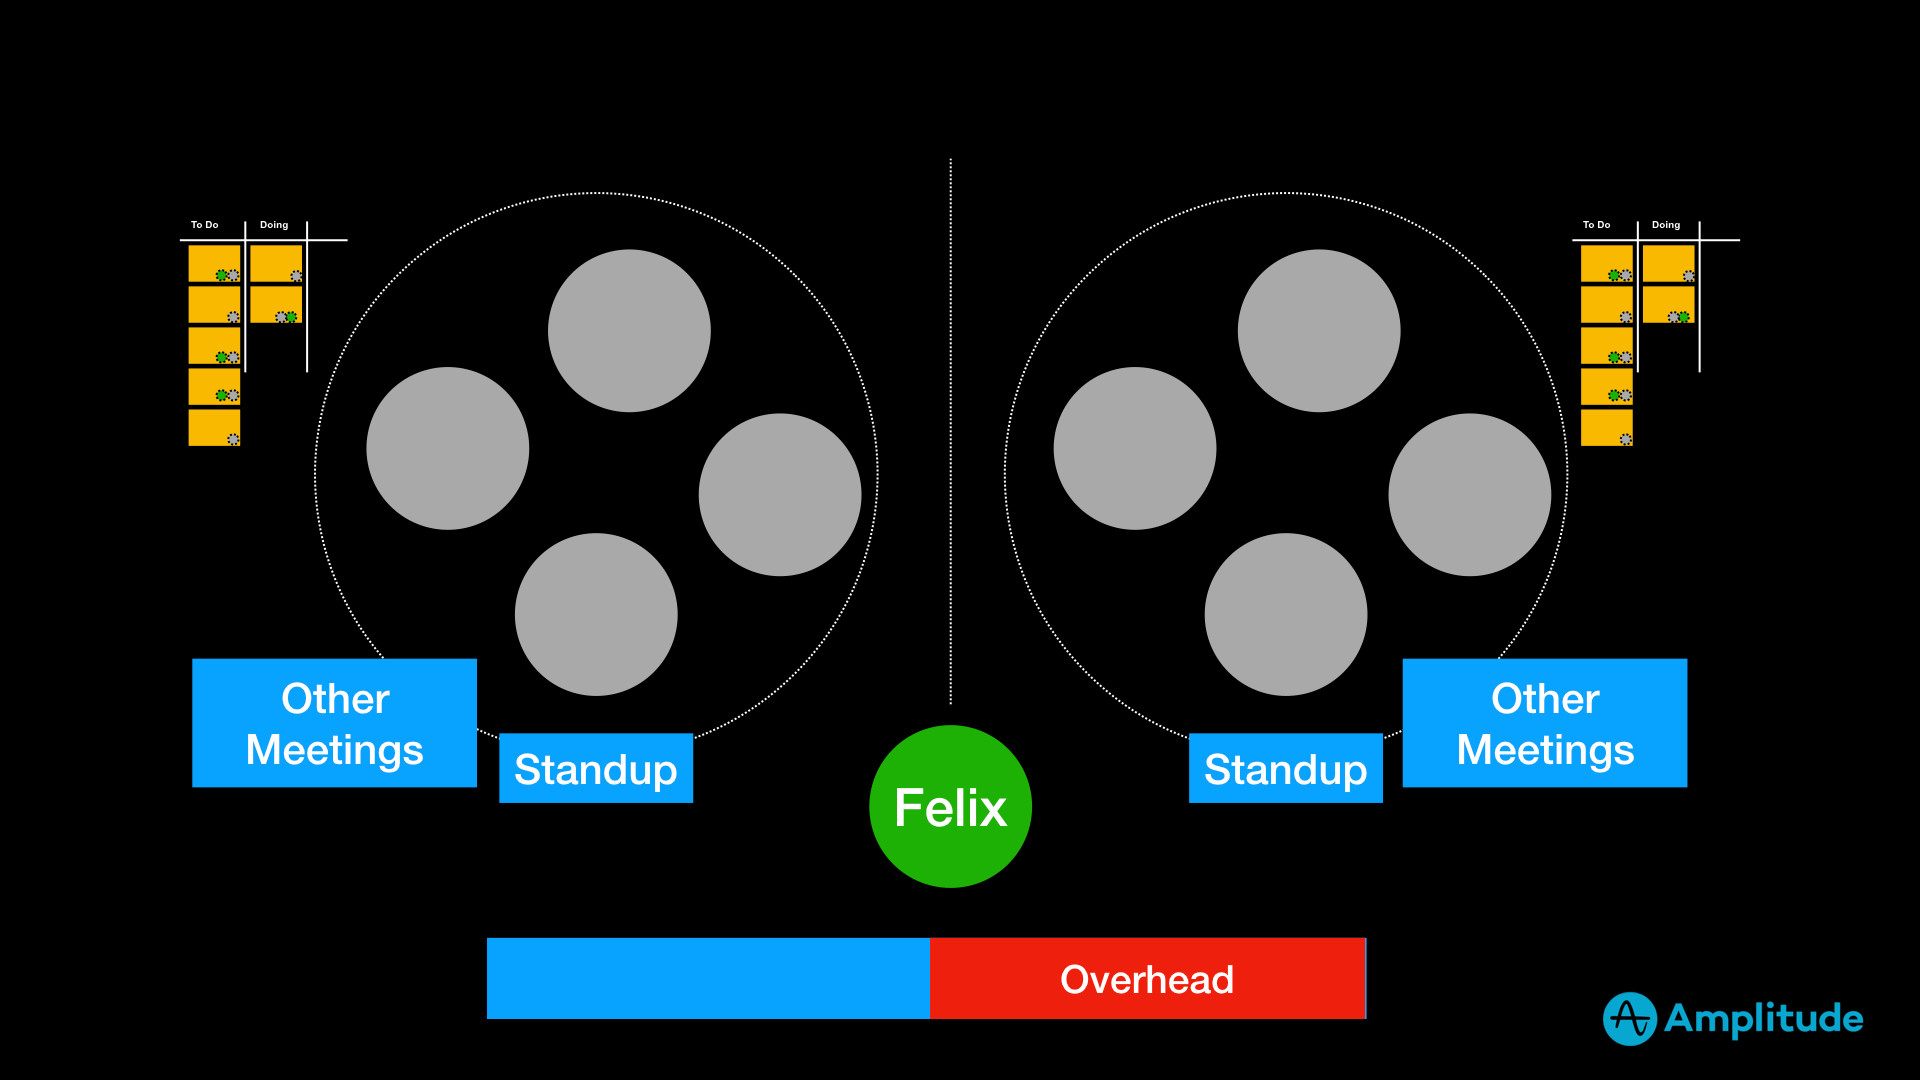 To Do Doing
To Do Doing
Other
Meetings
Standup
Standup
Other
Meetings
Felix
Overhead
Amplitude